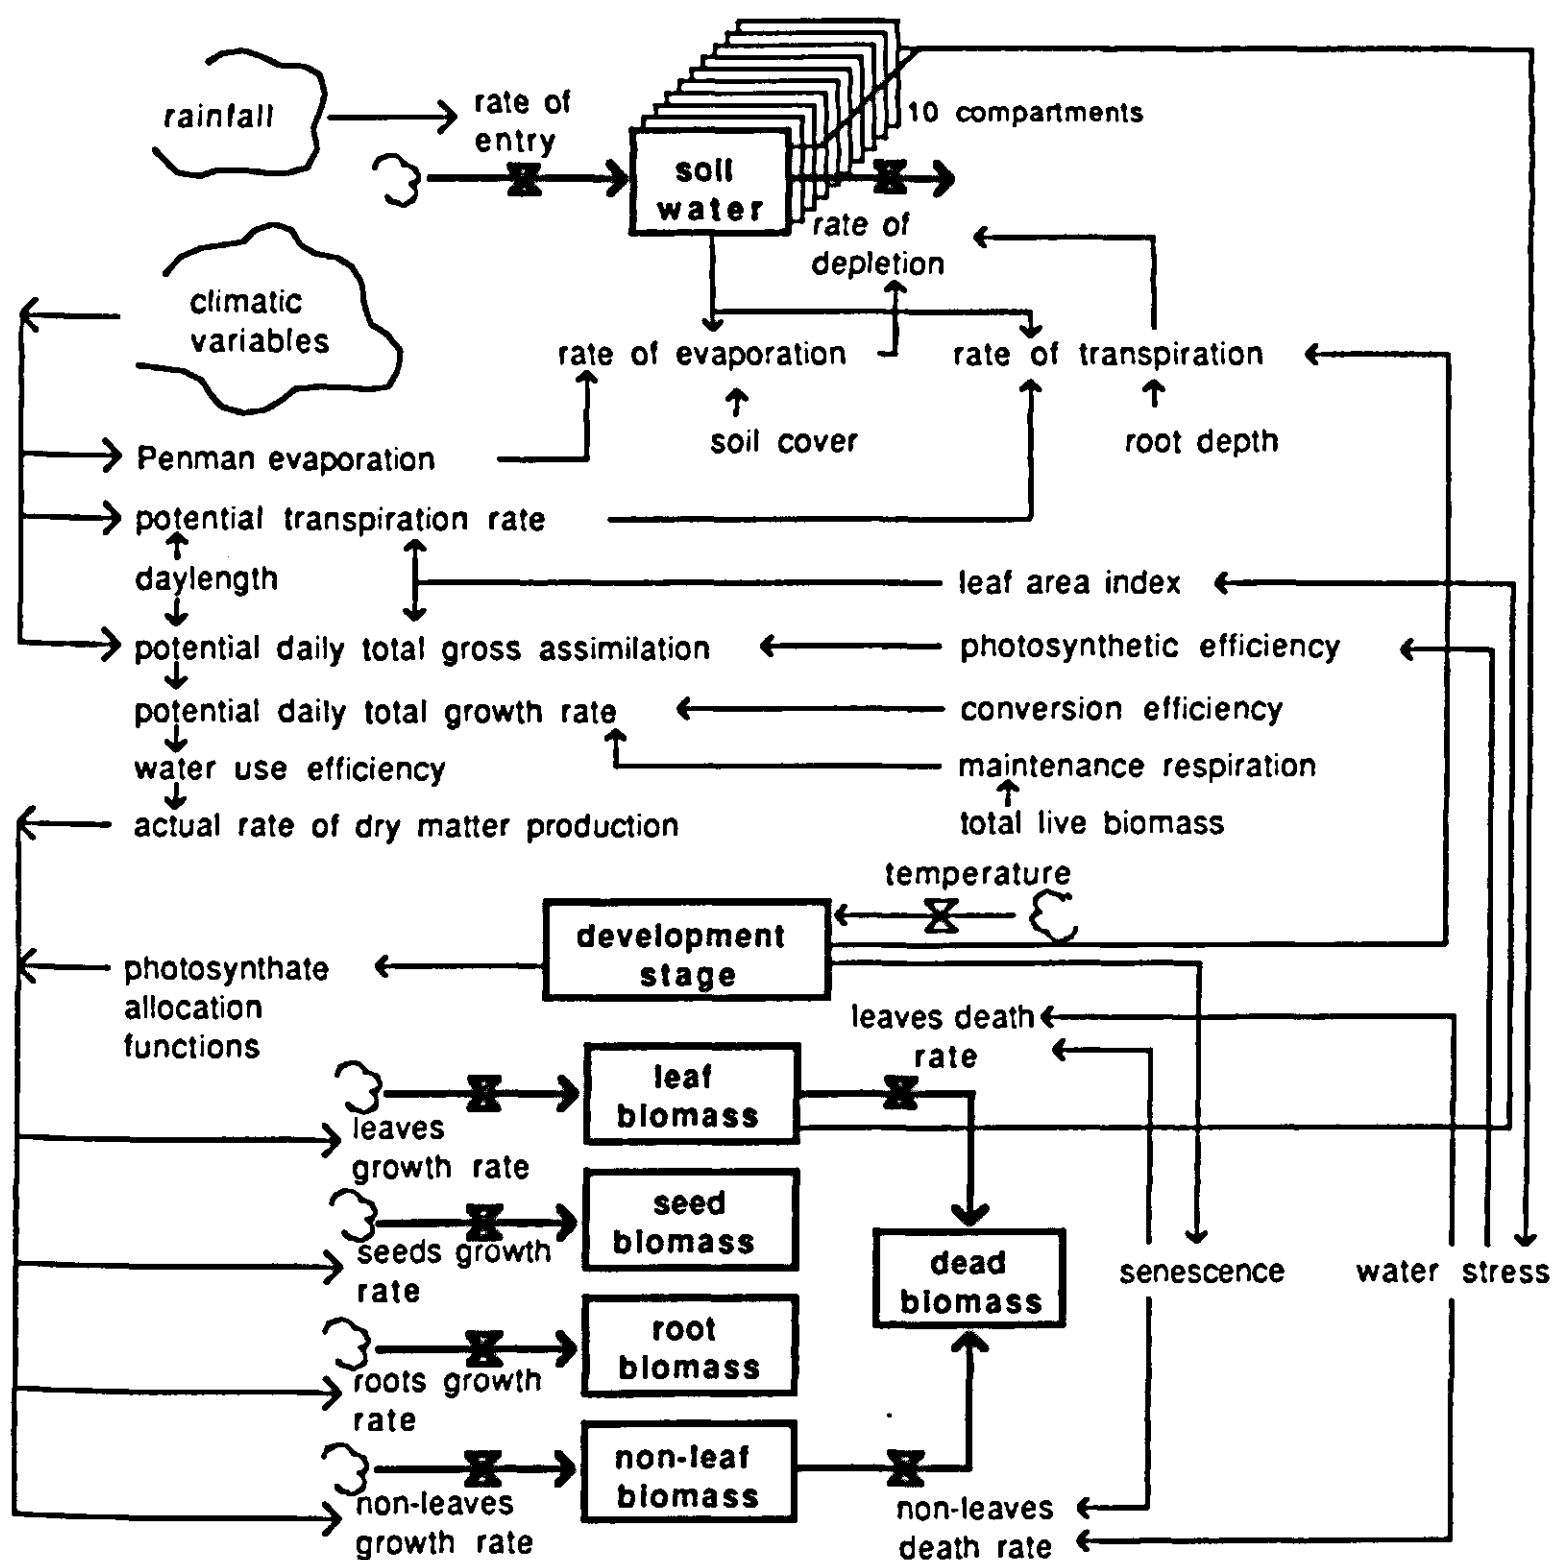 rainfall
rate of
entry
10 compartments
soil
water
rate of
depletion
climatic
variables
rate of evaporation
rate of transpiration
soil cover
root depth
Penman evaporation
potential transpiration rate
daylength
leaf area index
potential daily total gross assimilation
photosynthetic efficiency
potential daily total growth rate
conversion efficiency
water use efficiency
maintenance respiration
actual rate of dry matter production
total live biomass
temperature
development
stage
photosynthate
allocation
functions
leaves death
rate
leaf
biomass
leaves
growth rate
seed
biomass
seeds growth
rate
dead
biomass
senescence
water stress
root
biomass
roots growth
rate
non-leaf
biomass
non-leaves
growth rate
non-leaves
death rate